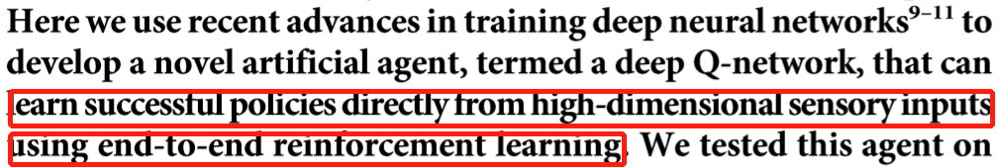 Here we use recent advances in training deep neural networks⁹⁻¹¹ to
develop a novel artificial agent, termed a deep Q-network, that can
learn successful policies directly from high-dimensional sensory inputs
using end-to-end reinforcement learning. We tested this agent on